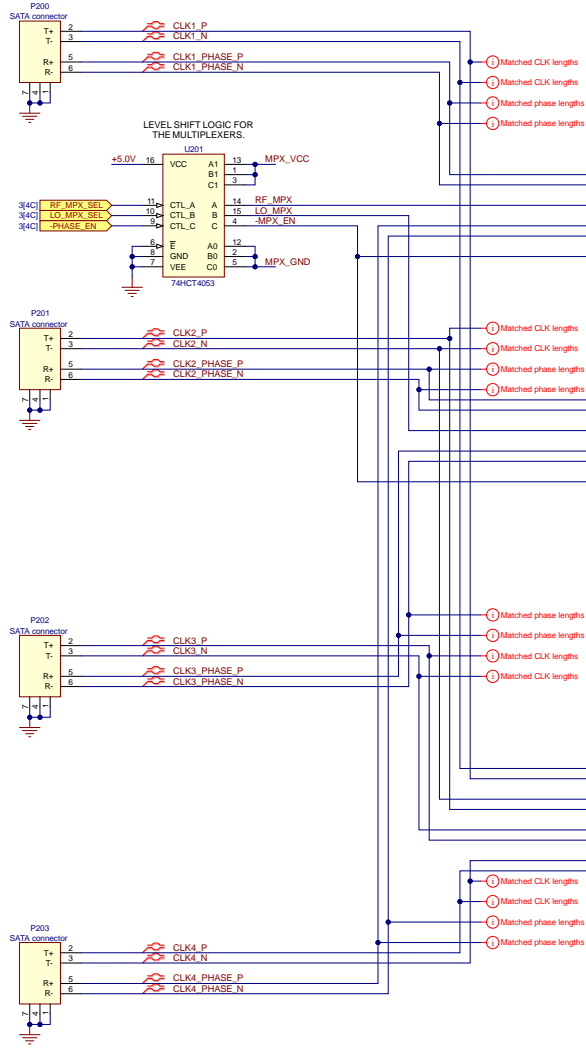 P200
SATA connector
T+ 2 CLK1_P
T- 3 CLK1_N
R+ 5 CLK1_PHASE_P
R- 6 CLK1_PHASE_N
7 4 1
Matched CLK lengths
Matched CLK lengths
Matched phase lengths
Matched phase lengths
LEVEL SHIFT LOGIC FOR
THE MULTIPLEXERS.
U201
+5.0V 16 VCC A1 13 MPX_VCC
B1 1
C1 3
3[4C] RF_MPX_SEL 11 CTL_A A 14 RF_MPX
3[4C] LO_MPX_SEL 10 CTL_B B 15 LO_MPX
3[4C] -PHASE_EN 9 CTL_C C 4 -MPX_EN
6 E A0 12
8 GND B0 2
7 VEE C0 5 MPX_GND
74HCT4053
P201
SATA connector
T+ 2 CLK2_P
T- 3 CLK2_N
R+ 5 CLK2_PHASE_P
R- 6 CLK2_PHASE_N
7 4 1
Matched CLK lengths
Matched CLK lengths
Matched phase lengths
Matched phase lengths
P202
SATA connector
T+ 2 CLK3_P
T- 3 CLK3_N
R+ 5 CLK3_PHASE_P
R- 6 CLK3_PHASE_N
7 4 1
Matched phase lengths
Matched phase lengths
Matched CLK lengths
Matched CLK lengths
P203
SATA connector
T+ 2 CLK4_P
T- 3 CLK4_N
R+ 5 CLK4_PHASE_P
R- 6 CLK4_PHASE_N
7 4 1
Matched CLK lengths
Matched CLK lengths
Matched phase lengths
Matched phase lengths